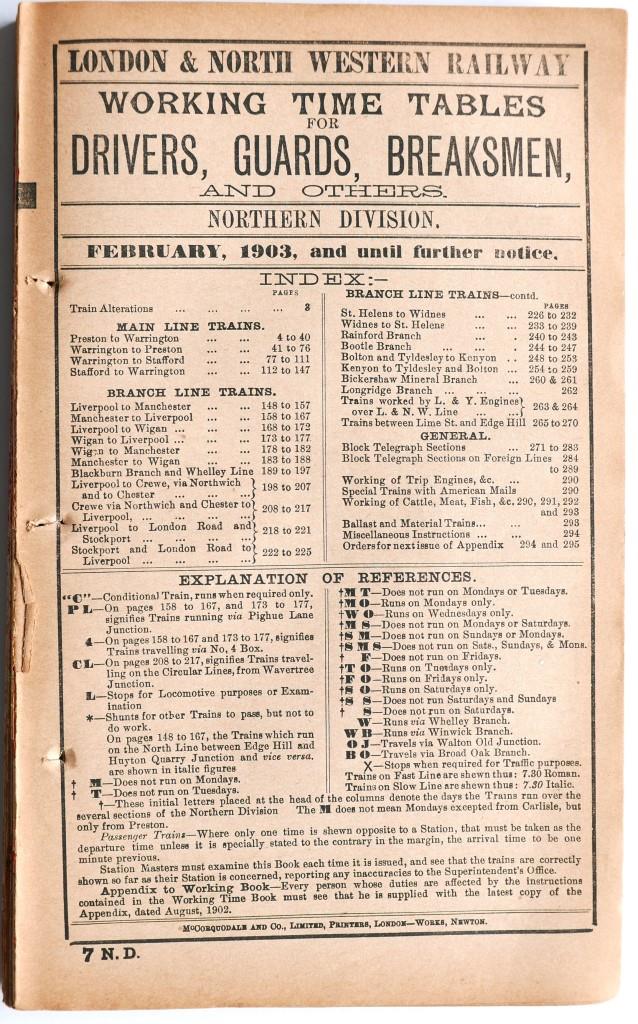 LONDON & NORTH WESTERN RAILWAY
WORKING TIME TABLES
FOR
DRIVERS, GUARDS, BREAKSMEN,
AND OTHERS.
NORTHERN DIVISION.
FEBRUARY, 1903, and until further notice.
INDEX:—
PAGES
Train Alterations ... ... ... ... 3
MAIN LINE TRAINS.
Preston to Warrington ... ... 4 to 40
Warrington to Preston ... ... 41 to 76
Warrington to Stafford ... ... 77 to 111
Stafford to Warrington ... ... 112 to 147
BRANCH LINE TRAINS.
Liverpool to Manchester ... ... 148 to 157
Manchester to Liverpool ... ... 158 to 167
Liverpool to Wigan ... ... ... 168 to 172
Wigan to Liverpool ... ... ... 173 to 177
Wigan to Manchester ... ... 178 to 182
Manchester to Wigan ... ... 183 to 188
Blackburn Branch and Whelley Line 189 to 197
Liverpool to Crewe, via Northwich
and to Chester ... ... ... } 198 to 207
Crewe via Northwich and Chester to
Liverpool, ... ... ... ... } 208 to 217
Liverpool to London Road and
Stockport ... ... ... ... } 218 to 221
Stockport and London Road to
Liverpool ... ... ... ... } 222 to 225
BRANCH LINE TRAINS—contd.
PAGES
St. Helens to Widnes ... ... 226 to 232
Widnes to St. Helens ... ... 233 to 239
Rainford Branch ... . 240 to 243
Bootle Branch ... ... . 244 to 247
Bolton and Tyldesley to Kenyon . . 248 to 253
Kenyon to Tyldesley and Bolton ... 254 to 259
Bickershaw Mineral Branch ... 260 & 261
Longridge Branch ... ... ... 262
Trains worked by L. & Y. Engines
over L. & N. W. Line ... ... } 263 & 264
Trains between Lime St. and Edge Hill 265 to 270
GENERAL.
Block Telegraph Sections ... 271 to 283
Block Telegraph Sections on Foreign Lines 284
to 289
Working of Trip Engines, &c. ... 290
Special Trains with American Mails 290
Working of Cattle, Meat, Fish, &c. 290, 291, 292
and 293
Ballast and Material Trains... ... 293
Miscellaneous Instructions ... ... 294
Orders for next issue of Appendix 294 and 295
EXPLANATION OF REFERENCES.
"C"—Conditional Train, runs when required only.
P L—On pages 158 to 167, and 173 to 177,
signifies Trains running via Pighue Lane
Junction.
4—On pages 158 to 167 and 173 to 177, signifies
Trains travelling via No. 4 Box.
CL—On pages 208 to 217, signifies Trains travel-
ling on the Circular Lines, from Wavertree
Junction.
L—Stops for Locomotive purposes or Exam-
ination
*—Shunts for other Trains to pass, but not to
do work.
On pages 148 to 167, the Trains which run
on the North Line between Edge Hill and
Huyton Quarry Junction and vice versa,
are shown in italic figures
† M—Does not run on Mondays.
† T—Does not run on Tuesdays.
†M T—Does not run on Mondays or Tuesdays.
†M O—Runs on Mondays only.
†W O—Runs on Wednesdays only.
†M S—Does not run on Mondays or Saturdays.
†S M—Does not run on Sundays or Mondays.
†S M S—Does not run on Sats., Sundays, & Mons.
† F—Does not run on Fridays.
†T O—Runs on Tuesdays only.
†F O—Runs on Fridays only.
†S O—Runs on Saturdays only.
†S S—Does not run Saturdays and Sundays
† S—Does not run on Saturdays.
W—Runs via Whelley Branch.
W B—Runs via Winwick Branch.
O J—Travels via Walton Old Junction.
B O—Travels via Broad Oak Branch.
X—Stops when required for Traffic purposes.
Trains on Fast Line are shewn thus: 7.30 Roman.
Trains on Slow Line are shewn thus: 7.30 Italic.
†—These initial letters placed at the head of the columns denote the days the Trains run over the
several sections of the Northern Division The M does not mean Mondays excepted from Carlisle, but
only from Preston.
Passenger Trains—Where only one time is shewn opposite to a Station, that must be taken as the
departure time unless it is specially stated to the contrary in the margin, the arrival time to be one
minute previous.
Station Masters must examine this Book each time it is issued, and see that the trains are correctly
shown so far as their Station is concerned, reporting any inaccuracies to the Superintendent's Office.
Appendix to Working Book—Every person whose duties are affected by the instructions
contained in the Working Time Book must see that he is supplied with the latest copy of the
Appendix, dated August, 1902.
McCORQUODALE AND CO., LIMITED, PRINTERS, LONDON—WORKS, NEWTON.
7 N. D.